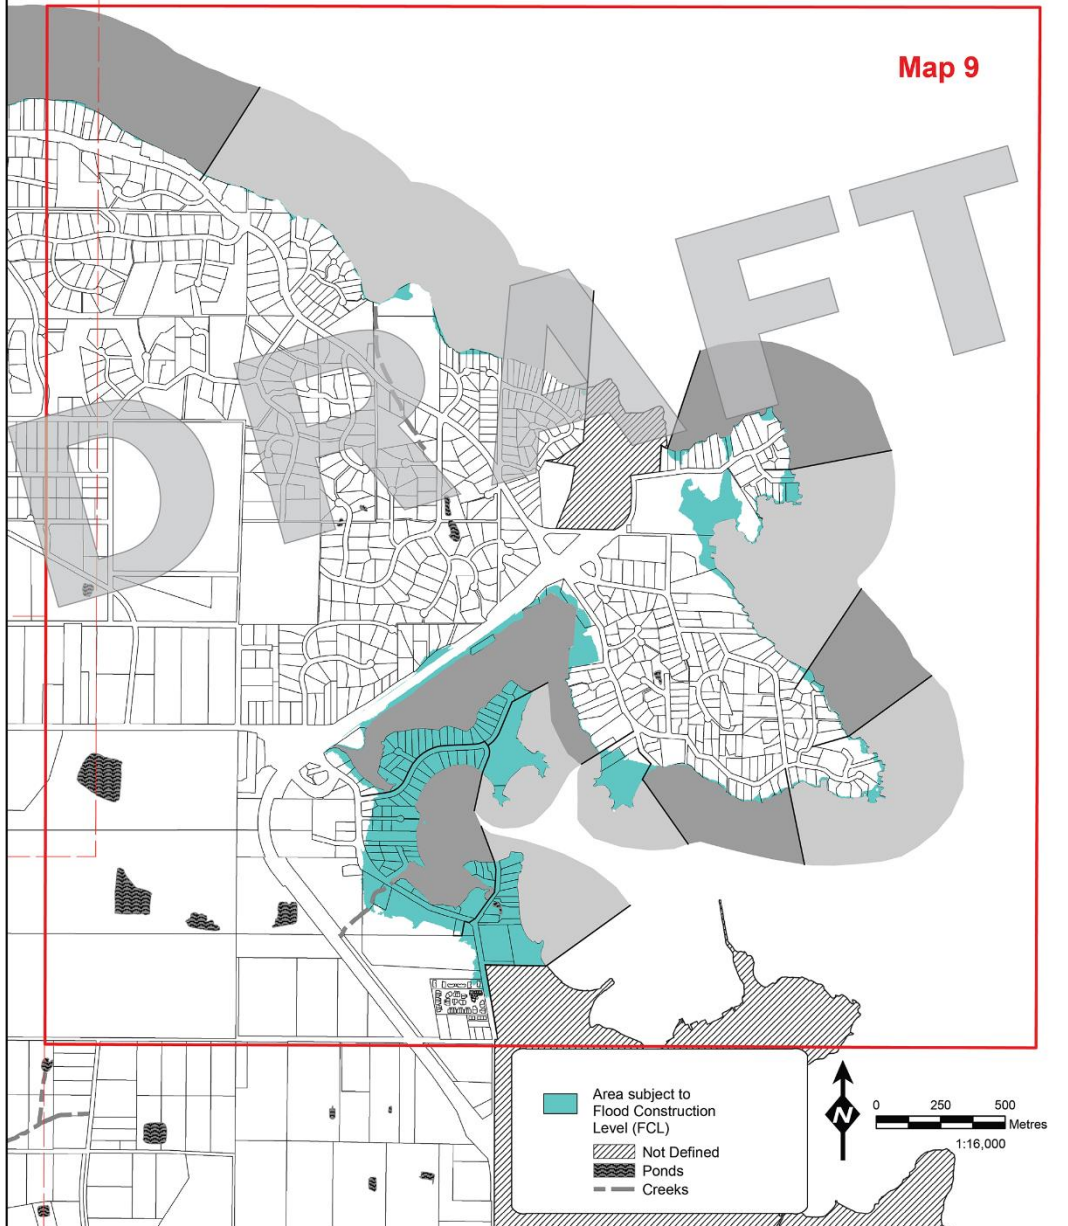 Map 9
DRAFT
Area subject to
Flood Construction
Level (FCL)
Not Defined
Ponds
Creeks
N
0 250 500
Metres
1:16,000